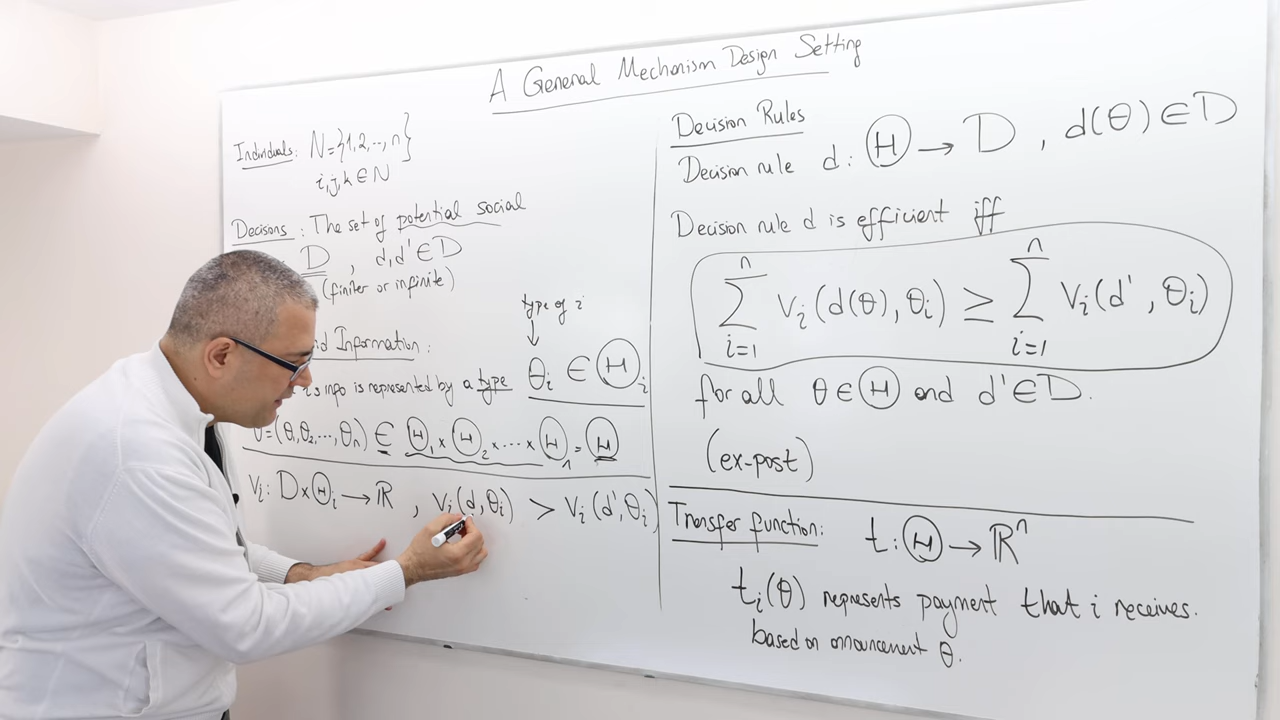 A General Mechanism Design Setting
Individuals: N={1,2,..,n}
i,j,k ∈ N
Decisions: The set of potential social
D , d,d' ∈ D
(finiter or infinite)
Information:
type of i
i's info is represented by a type θi ∈ Θi
θ=(θ1,θ2,...,θn) ∈ Θ1 x Θ2 x ... x Θn = Θ
vi: D x Θi → ℝ , vi(d,θi) > vi(d',θi)
Decision Rules
Decision rule d: Θ → D , d(θ) ∈ D
Decision rule d is efficient iff
∑_{i=1}^{n} vi(d(θ),θi) ≥ ∑_{i=1}^{n} vi(d',θi)
for all θ ∈ Θ and d' ∈ D.
(ex-post)
Transfer function: t: Θ → ℝ^n
ti(θ) represents payment that i receives.
based on announcement θ.